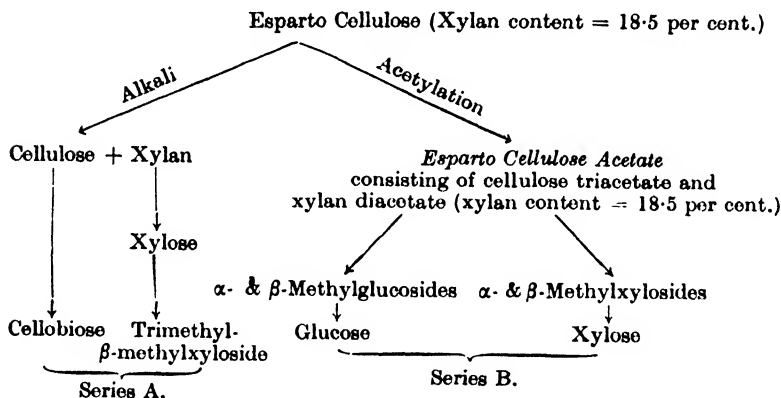 Esparto Cellulose (Xylan content = 18·5 per cent.)
Alkali
Acetylation
Cellulose + Xylan
Esparto Cellulose Acetate
consisting of cellulose triacetate and
xylan diacetate (xylan content = 18·5 per cent.)
Xylose
α- & β-Methylglucosides α- & β-Methylxylosides
Cellobiose Trimethyl-
β-methylxyloside
Glucose Xylose
Series A.
Series B.